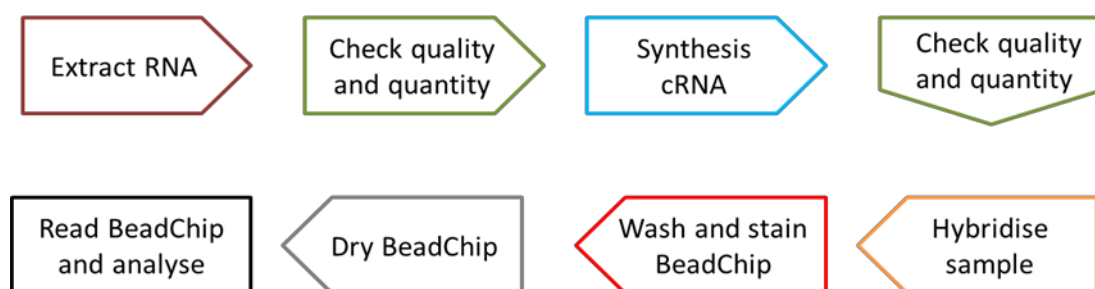 Extract RNA
Check quality
and quantity
Synthesis
cRNA
Check quality
and quantity
Hybridise
sample
Wash and stain
BeadChip
Dry BeadChip
Read BeadChip
and analyse